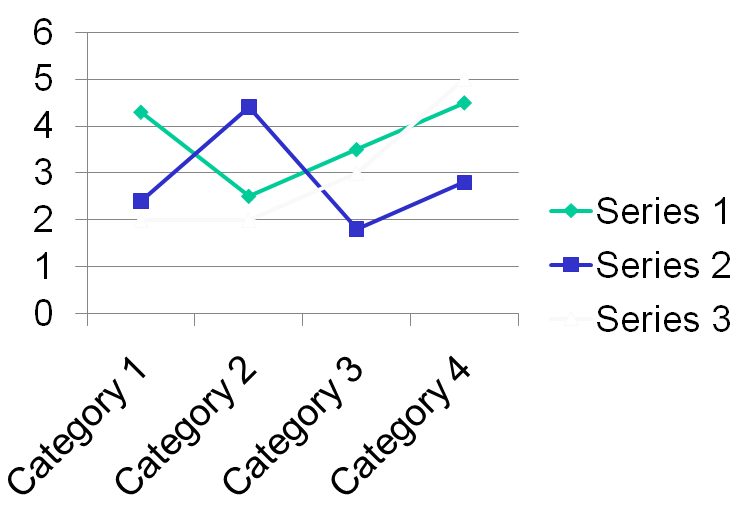 6
5
4
3
2
1
0
Category 1
Category 2
Category 3
Category 4
Series 1
Series 2
Series 3